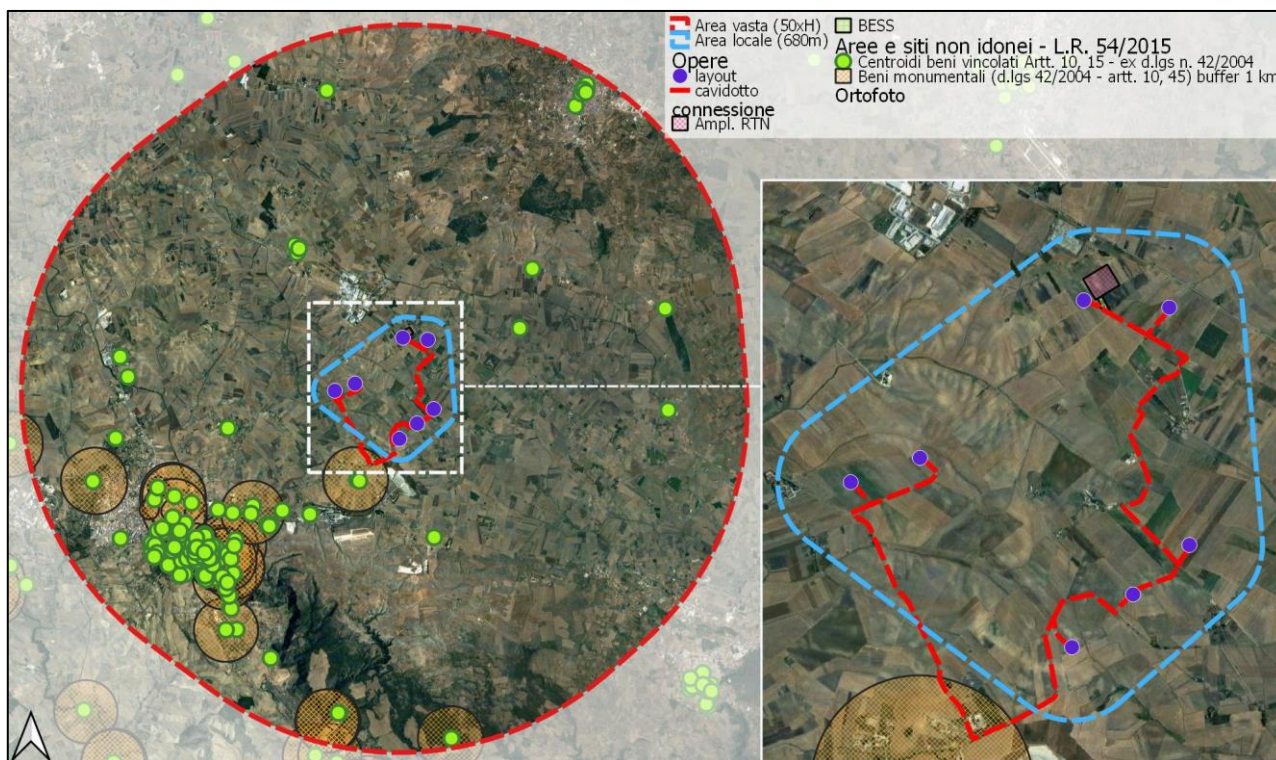 Area vasta (50xH)
Area locale (680m)
Opere
layout
cavidotto
connessione
Ampl. RTN
BESS
Aree e siti non idonei - L.R. 54/2015
Centroidi beni vincolati Artt. 10, 15 - ex d.lgs n. 42/2004
Beni monumentali (d.lgs 42/2004 - artt. 10, 45) buffer 1 km
Ortofoto